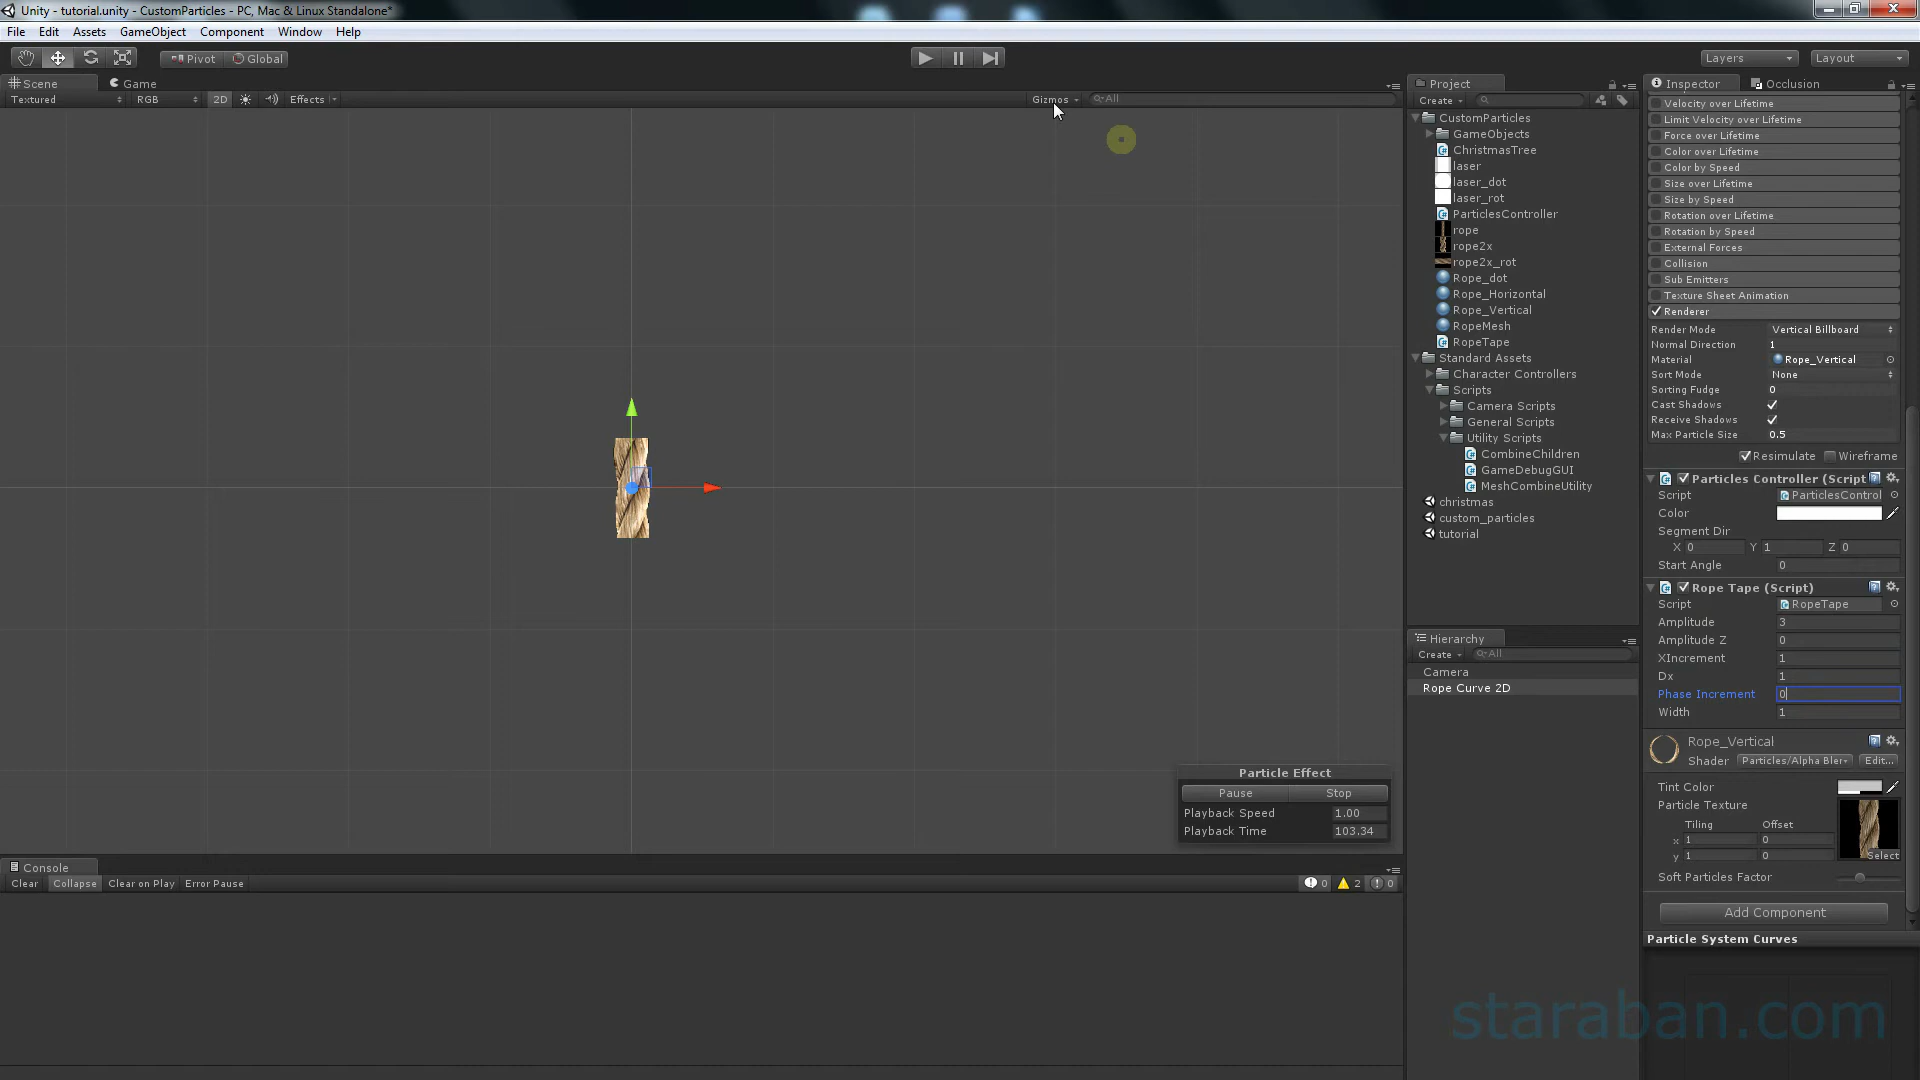 Unity - tutorial.unity - CustomParticles - PC, Mac & Linux Standalone*
File Edit Assets GameObject Component Window Help
Pivot Global
Layers Layout
Scene Game
Textured RGB 2D Effects Gizmos All
Particle Effect
Pause Stop
Playback Speed 1.00
Playback Time 103.34
Console
Clear Collapse Clear on Play Error Pause 0 2 0
Project
Create
CustomParticles
GameObjects
ChristmasTree
laser
laser_dot
laser_rot
ParticlesController
rope
rope2x
rope2x_rot
Rope_dot
Rope_Horizontal
Rope_Vertical
RopeMesh
RopeTape
Standard Assets
Character Controllers
Scripts
Camera Scripts
General Scripts
Utility Scripts
CombineChildren
GameDebugGUI
MeshCombineUtility
christmas
custom_particles
tutorial
Hierarchy
Create All
Camera
Rope Curve 2D
Inspector Occlusion
Velocity over Lifetime
Limit Velocity over Lifetime
Force over Lifetime
Color over Lifetime
Color by Speed
Size over Lifetime
Size by Speed
Rotation over Lifetime
Rotation by Speed
External Forces
Collision
Sub Emitters
Texture Sheet Animation
Renderer
Render Mode Vertical Billboard
Normal Direction 1
Material Rope_Vertical
Sort Mode None
Sorting Fudge 0
Cast Shadows
Receive Shadows
Max Particle Size 0.5
Resimulate Wireframe
Particles Controller (Script
Script ParticlesControl
Color
Segment Dir
X 0 Y 1 Z 0
Start Angle 0
Rope Tape (Script)
Script RopeTape
Amplitude 3
Amplitude Z 0
XIncrement 1
Dx 1
Phase Increment 0
Width 1
Rope_Vertical
Shader Particles/Alpha Bler Edit...
Tint Color
Particle Texture
Tiling Offset
x 1 0
y 1 0
Select
Soft Particles Factor
Add Component
Particle System Curves
staraban.com